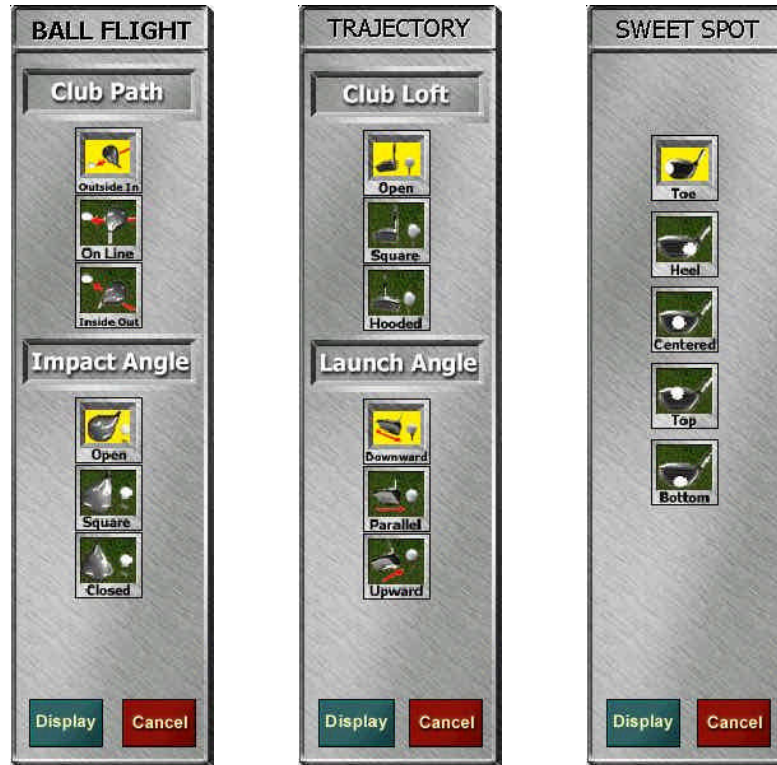 BALL FLIGHT
Club Path
Outside In
On Line
Inside Out
Impact Angle
Open
Square
Closed
Display
Cancel
TRAJECTORY
Club Loft
Open
Square
Hooded
Launch Angle
Downward
Parallel
Upward
Display
Cancel
SWEET SPOT
Toe
Heel
Centered
Top
Bottom
Display
Cancel